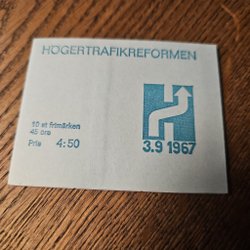 HÖGERTRAFIKREFORMEN
10 st frimärken
45 öre
Pris 4:50
3.9 1967